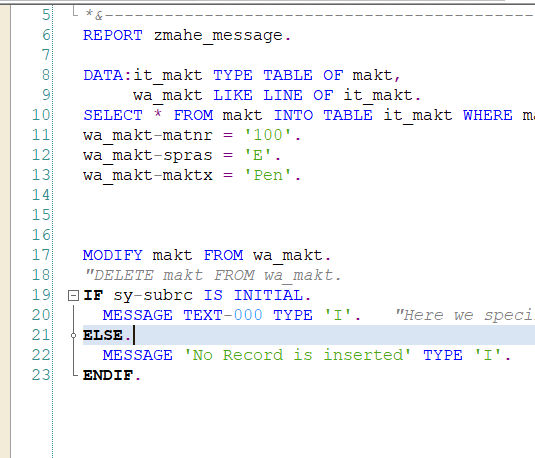 5 *&---------------------------------------------
6 REPORT zmahe_message.
7
8 DATA:it_makt TYPE TABLE OF makt,
9 wa_makt LIKE LINE OF it_makt.
10 SELECT * FROM makt INTO TABLE it_makt WHERE
11 wa_makt-matnr = '100'.
12 wa_makt-spras = 'E'.
13 wa_makt-maktx = 'Pen'.
14
15
16
17 MODIFY makt FROM wa_makt.
18 "DELETE makt FROM wa_makt.
19 IF sy-subrc IS INITIAL.
20 MESSAGE TEXT-000 TYPE 'I'. "Here we speci
21 ELSE.
22 MESSAGE 'No Record is inserted' TYPE 'I'.
23 ENDIF.